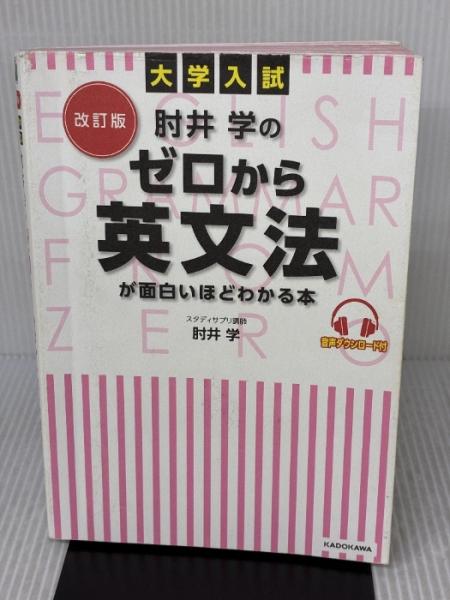 大学入試
改訂版
肘井 学の
ゼロから
英文法
が面白いほどわかる本
ENGLISH
GRAMMAR
FROM
ZERO
スタディサプリ講師
肘井 学
音声ダウンロード付
KADOKAWA